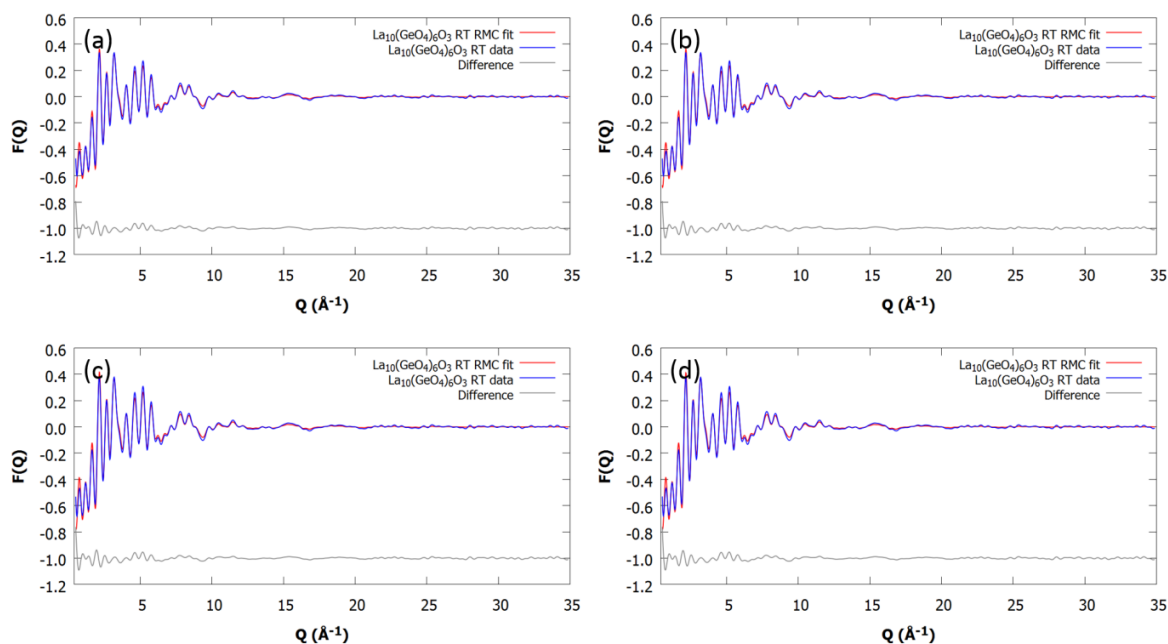 (a)
La₁₀(GeO₄)₆O₃ RT RMC fit
La₁₀(GeO₄)₆O₃ RT data
Difference
0.6
0.4
0.2
0.0
-0.2
-0.4
-0.6
-0.8
-1.0
-1.2
F(Q)
5 10 15 20 25 30 35
Q (Å⁻¹)
(b)
La₁₀(GeO₄)₆O₃ RT RMC fit
La₁₀(GeO₄)₆O₃ RT data
Difference
0.6
0.4
0.2
0.0
-0.2
-0.4
-0.6
-0.8
-1.0
-1.2
F(Q)
5 10 15 20 25 30 35
Q (Å⁻¹)
(c)
La₁₀(GeO₄)₆O₃ RT RMC fit
La₁₀(GeO₄)₆O₃ RT data
Difference
0.6
0.4
0.2
0.0
-0.2
-0.4
-0.6
-0.8
-1.0
-1.2
F(Q)
5 10 15 20 25 30 35
Q (Å⁻¹)
(d)
La₁₀(GeO₄)₆O₃ RT RMC fit
La₁₀(GeO₄)₆O₃ RT data
Difference
0.6
0.4
0.2
0.0
-0.2
-0.4
-0.6
-0.8
-1.0
-1.2
F(Q)
5 10 15 20 25 30 35
Q (Å⁻¹)